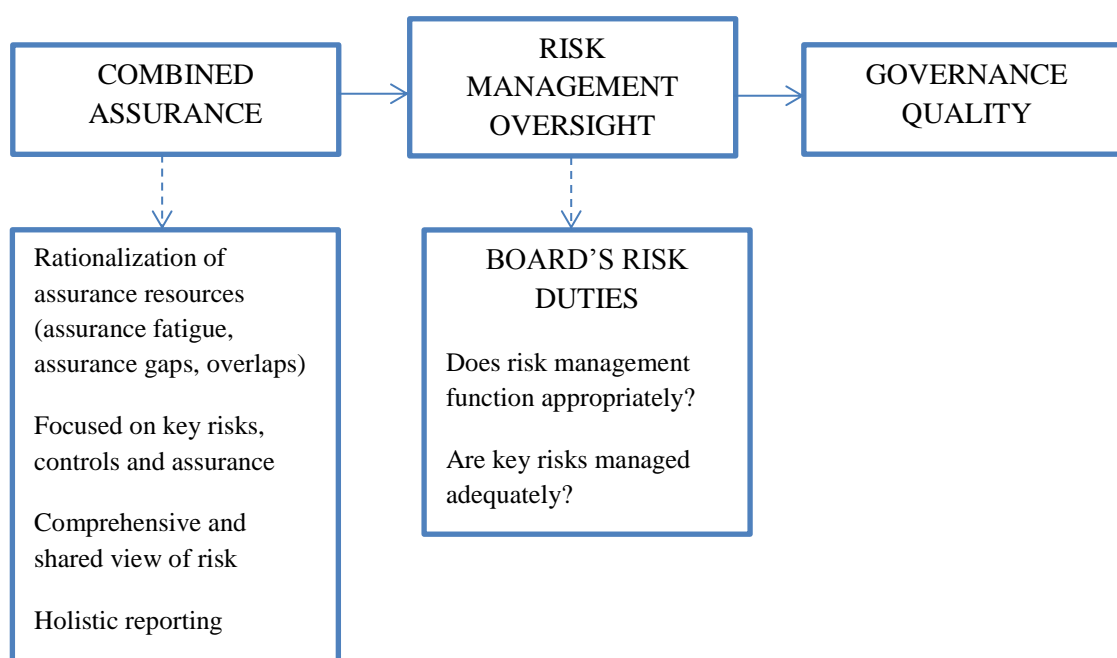 COMBINED
ASSURANCE
RISK
MANAGEMENT
OVERSIGHT
GOVERNANCE
QUALITY
Rationalization of
assurance resources
(assurance fatigue,
assurance gaps, overlaps)
Focused on key risks,
controls and assurance
Comprehensive and
shared view of risk
Holistic reporting
BOARD’S RISK
DUTIES
Does risk management
function appropriately?
Are key risks managed
adequately?